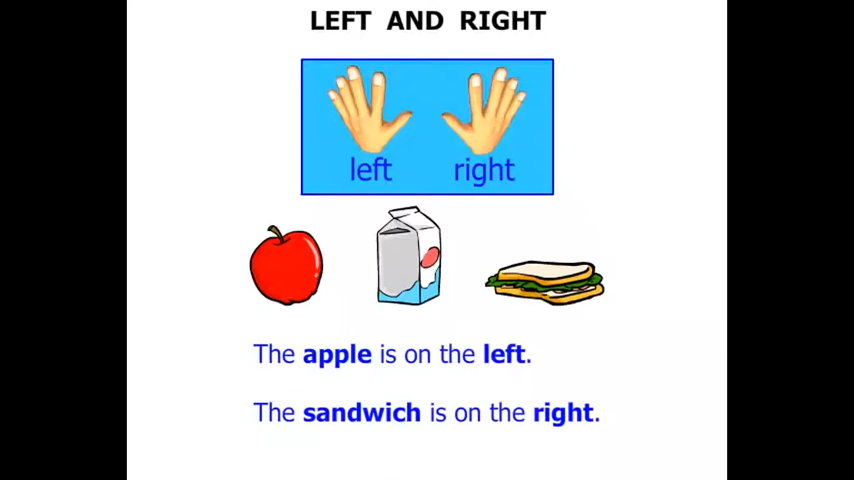 LEFT AND RIGHT
left right
The apple is on the left.
The sandwich is on the right.